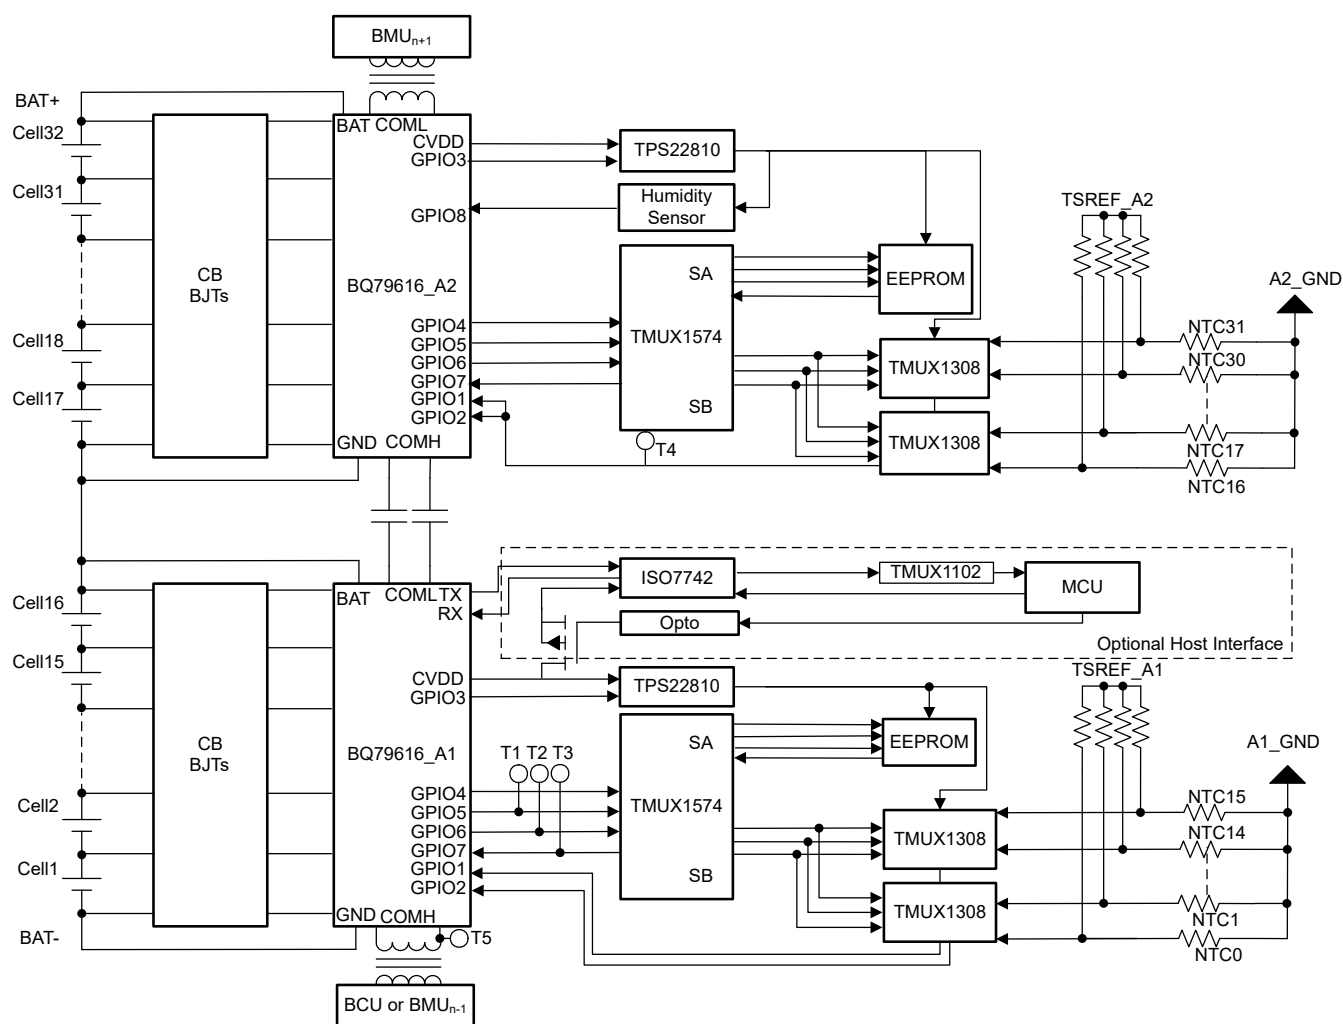 BMUn+1
BAT+
Cell32
Cell31
Cell18
Cell17
CB
BJTs
BAT COML
CVDD
GPIO3
GPIO8
BQ79616_A2
GPIO4
GPIO5
GPIO6
GPIO7
GPIO1
GPIO2
GND COMH
TPS22810
Humidity
Sensor
SA
TMUX1574
SB
T4
EEPROM
TMUX1308
TMUX1308
TSREF_A2
A2_GND
NTC31
NTC30
NTC17
NTC16
Cell16
Cell15
Cell2
Cell1
BAT-
CB
BJTs
BAT COML TX
RX
CVDD
GPIO3
BQ79616_A1
GPIO4
GPIO5
GPIO6
GPIO7
GPIO1
GPIO2
GND COMH
T1 T2 T3
T5
BCU or BMUn-1
ISO7742
TMUX1102
MCU
Opto
Optional Host Interface
TPS22810
SA
TMUX1574
SB
EEPROM
TMUX1308
TMUX1308
TSREF_A1
A1_GND
NTC15
NTC14
NTC1
NTC0